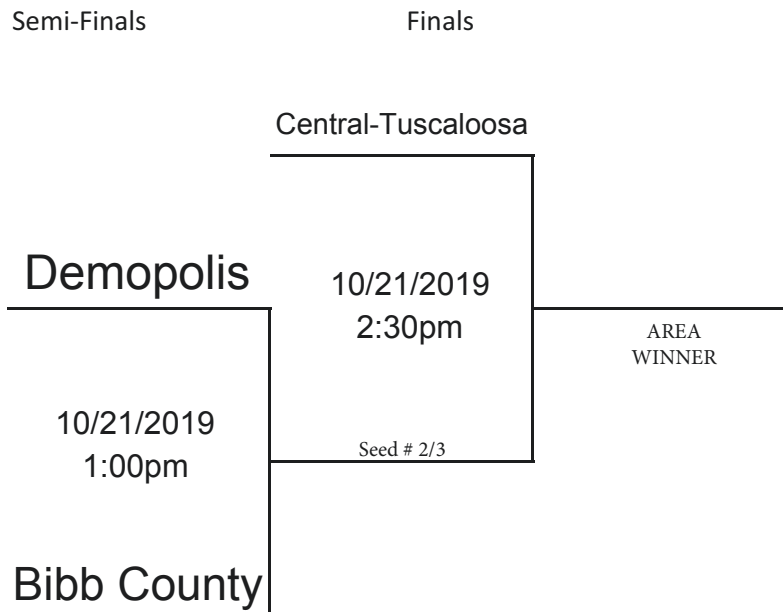 Semi-Finals
Finals
Central-Tuscaloosa
Demopolis
10/21/2019
2:30pm
AREA
WINNER
10/21/2019
1:00pm
Seed # 2/3
Bibb County